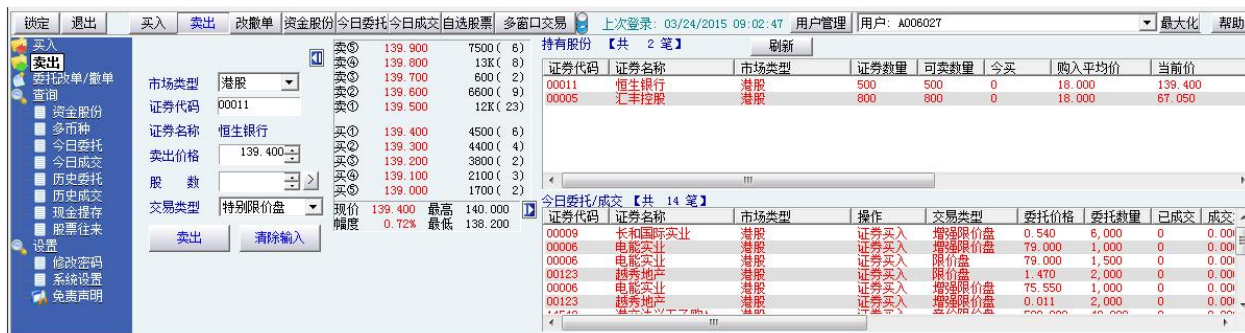 锁定 退出 买入 卖出 改撤单 资金股份 今日委托 今日成交 自选股票 多窗口交易 上次登录: 03/24/2015 09:02:47 用户管理 用户: A006027 最大化 帮助
买入
卖出
委托改单/撤单
查询
资金股份
多币种
今日委托
今日成交
历史委托
历史成交
现金提存
股票往来
设置
修改密码
系统设置
免责声明
市场类型 港股
证券代码 00011
证券名称 恒生银行
卖出价格 139.400
股 数 >
交易类型 特别限价盘
卖出 清除输入
卖⑤ 139.900 7500( 6)
卖④ 139.800 13K( 8)
卖③ 139.700 600( 2)
卖② 139.600 6600( 9)
卖① 139.500 12K( 23)
买① 139.400 4500( 6)
买② 139.300 4400( 4)
买③ 139.200 3800( 2)
买④ 139.100 2100( 3)
买⑤ 139.000 1700( 2)
现价 139.400 最高 140.000
幅度 0.72% 最低 138.200
持有股份 【共 2 笔】 刷新
证券代码 证券名称 市场类型 证券数量 可卖数量 今买 购入平均价 当前价
00011 恒生银行 港股 500 500 0 18.000 139.400
00005 汇丰控股 港股 800 800 0 18.000 67.050
今日委托/成交 【共 14 笔】
证券代码 证券名称 市场类型 操作 交易类型 委托价格 委托数量 已成交 成交
00009 长和国际实业 港股 证券买入 增强限价盘 0.540 6,000 0 0.00
00006 电能实业 港股 证券买入 增强限价盘 79.000 1,000 0 0.00
00006 电能实业 港股 证券买入 限价盘 79.000 1,500 0 0.00
00123 越秀地产 港股 证券买入 限价盘 1.470 2,000 0 0.00
00006 电能实业 港股 证券买入 增强限价盘 75.550 1,000 0 0.00
00123 越秀地产 港股 证券买入 增强限价盘 0.011 2,000 0 0.00